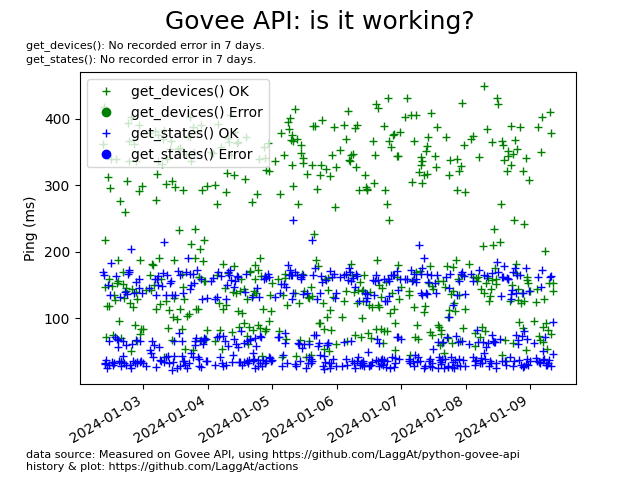 Govee API: is it working?
get_devices(): No recorded error in 7 days.
get_states(): No recorded error in 7 days.
get_devices() OK
get_devices() Error
get_states() OK
get_states() Error
Ping (ms)
400
300
200
100
2024-01-03
2024-01-04
2024-01-05
2024-01-06
2024-01-07
2024-01-08
2024-01-09
data source: Measured on Govee API, using https://github.com/LaggAt/python-govee-api
history & plot: https://github.com/LaggAt/actions